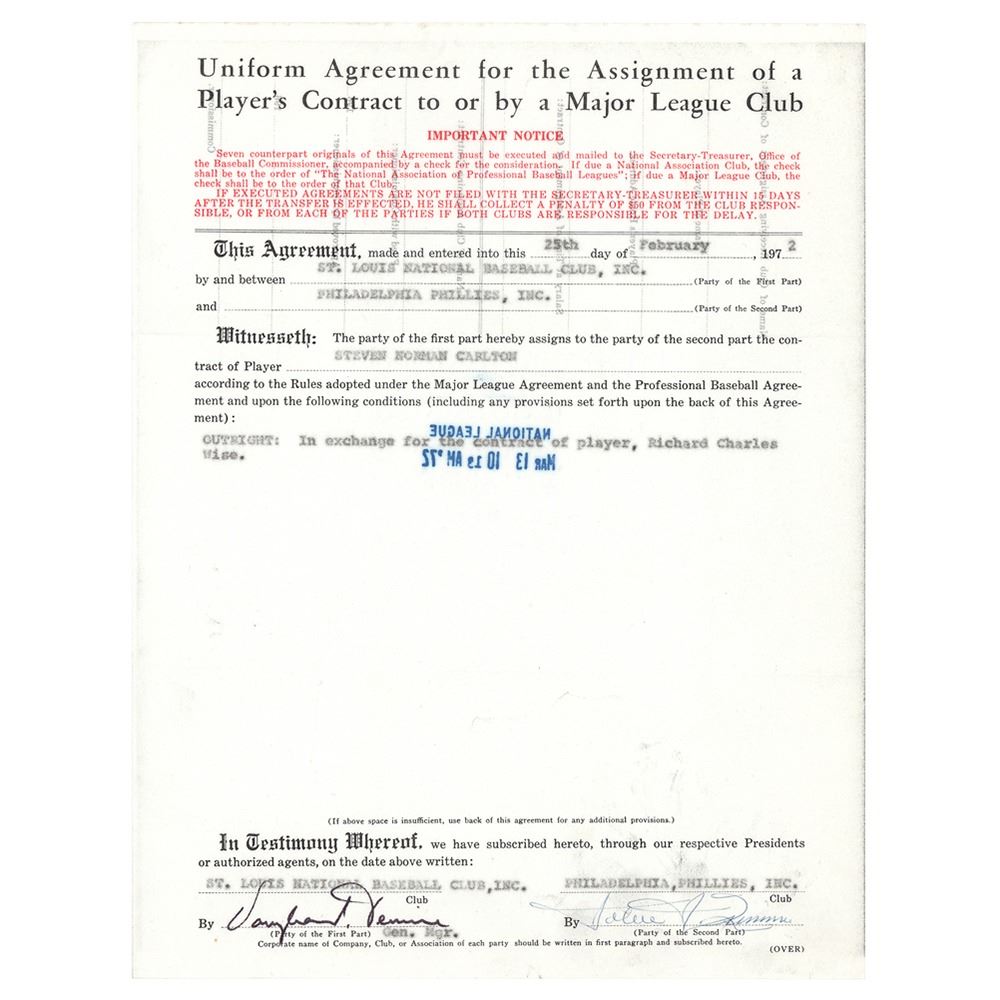 Uniform Agreement for the Assignment of a
Player's Contract to or by a Major League Club
IMPORTANT NOTICE
Seven counterpart originals of this Agreement must be executed and mailed to the Secretary-Treasurer, Office of
the Baseball Commissioner, accompanied by a check for the consideration. If due a National Association Club, the check
shall be to the order of "The National Association of Professional Baseball Leagues"; if due a Major League Club, the
check shall be to the order of that Club.
IF EXECUTED AGREEMENTS ARE NOT FILED WITH THE SECRETARY-TREASURER WITHIN 15 DAYS
AFTER THE TRANSFER IS EFFECTED, HE SHALL COLLECT A PENALTY OF $50 FROM THE CLUB RESPON-
SIBLE, OR FROM EACH OF THE PARTIES IF BOTH CLUBS ARE RESPONSIBLE FOR THE DELAY.
This Agreement, made and entered into this 25th day of February, 1972
by and between ST. LOUIS NATIONAL BASEBALL CLUB, INC. (Party of the First Part)
and PHILADELPHIA PHILLIES, INC. (Party of the Second Part)
Witnesseth: The party of the first part hereby assigns to the party of the second part the con-
tract of Player STEVEN NORMAN CARLTON
according to the Rules adopted under the Major League Agreement and the Professional Baseball Agree-
ment and upon the following conditions (including any provisions set forth upon the back of this Agree-
ment):
NATIONAL LEAGUE
OUTRIGHT: In exchange for the contract of player, Richard Charles
Wise.
MAR 13 10 AM '72
(If above space is insufficient, use back of this agreement for any additional provisions.)
In Testimony Whereof, we have subscribed hereto, through our respective Presidents
or authorized agents, on the date above written:
ST. LOUIS NATIONAL BASEBALL CLUB, INC. PHILADELPHIA, PHILLIES, INC.
Club Club
By By
(Party of the First Part) Gen. Mgr. (Party of the Second Part)
Corporate name of Company, Club, or Association of each party should be written in first paragraph and subscribed hereto.
(OVER)